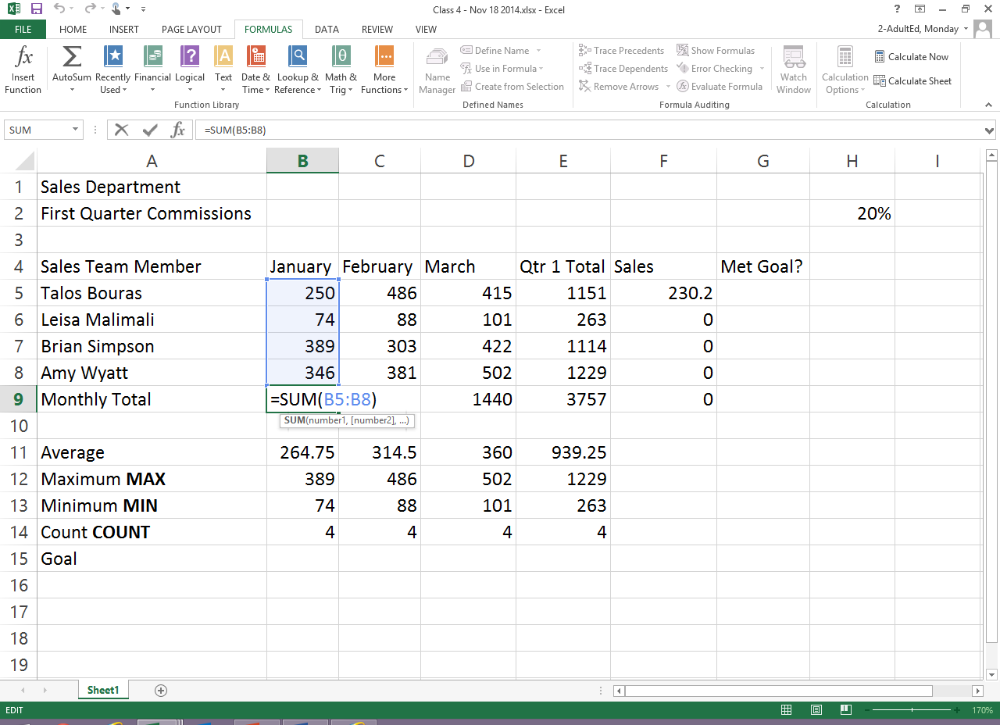 Class 4 - Nov 18 2014.xlsx - Excel
?
FILE HOME INSERT PAGE LAYOUT FORMULAS DATA REVIEW VIEW 2-AdultEd, Monday
fx Σ ? A θ
Insert Function AutoSum Recently Used Financial Logical Text Date & Time Lookup & Reference Math & Trig More Functions
Function Library
Name Manager Define Name Use in Formula Create from Selection
Defined Names
Trace Precedents Show Formulas
Trace Dependents Error Checking
Remove Arrows Evaluate Formula
Watch Window
Formula Auditing
Calculation Options Calculate Now Calculate Sheet
Calculation
SUM fx =SUM(B5:B8)
A B C D E F G H I
1 Sales Department
2 First Quarter Commissions 20%
3
4 Sales Team Member January February March Qtr 1 Total Sales Met Goal?
5 Talos Bouras 250 486 415 1151 230.2
6 Leisa Malimali 74 88 101 263 0
7 Brian Simpson 389 303 422 1114 0
8 Amy Wyatt 346 381 502 1229 0
9 Monthly Total =SUM(B5:B8) 1440 3757 0
SUM(number1, [number2], ...)
10
11 Average 264.75 314.5 360 939.25
12 Maximum MAX 389 486 502 1229
13 Minimum MIN 74 88 101 263
14 Count COUNT 4 4 4 4
15 Goal
16
17
18
19
Sheet1
EDIT 170%